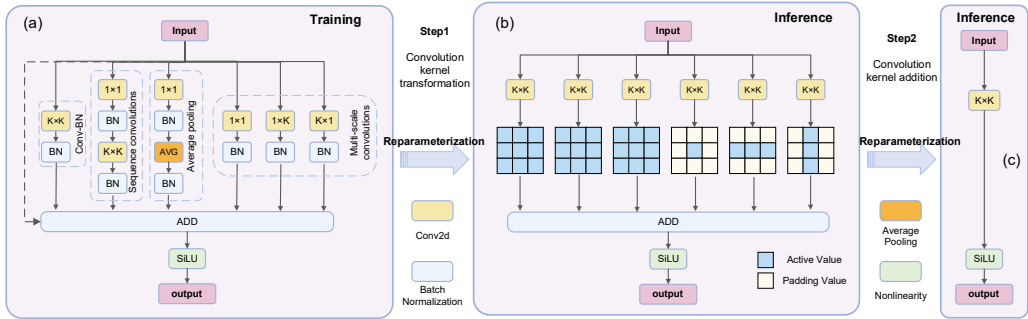 (a)
Training
Input
K×K
BN
Conv-BN
1×1
BN
K×K
BN
Sequence convolutions
1×1
BN
AVG
BN
Average pooling
1×1
BN
1×K
BN
K×1
BN
Multi-scale
convolutions
ADD
SiLU
output
Step1
Convolution
kernel
transformation
Reparameterization
Conv2d
Batch
Normalization
(b)
Inference
Input
K×K
K×K
K×K
K×K
K×K
K×K
ADD
SiLU
output
Active Value
Padding Value
Step2
Convolution
kernel addition
Reparameterization
Average
Pooling
Nonlinearity
Inference
Input
K×K
(c)
SiLU
output